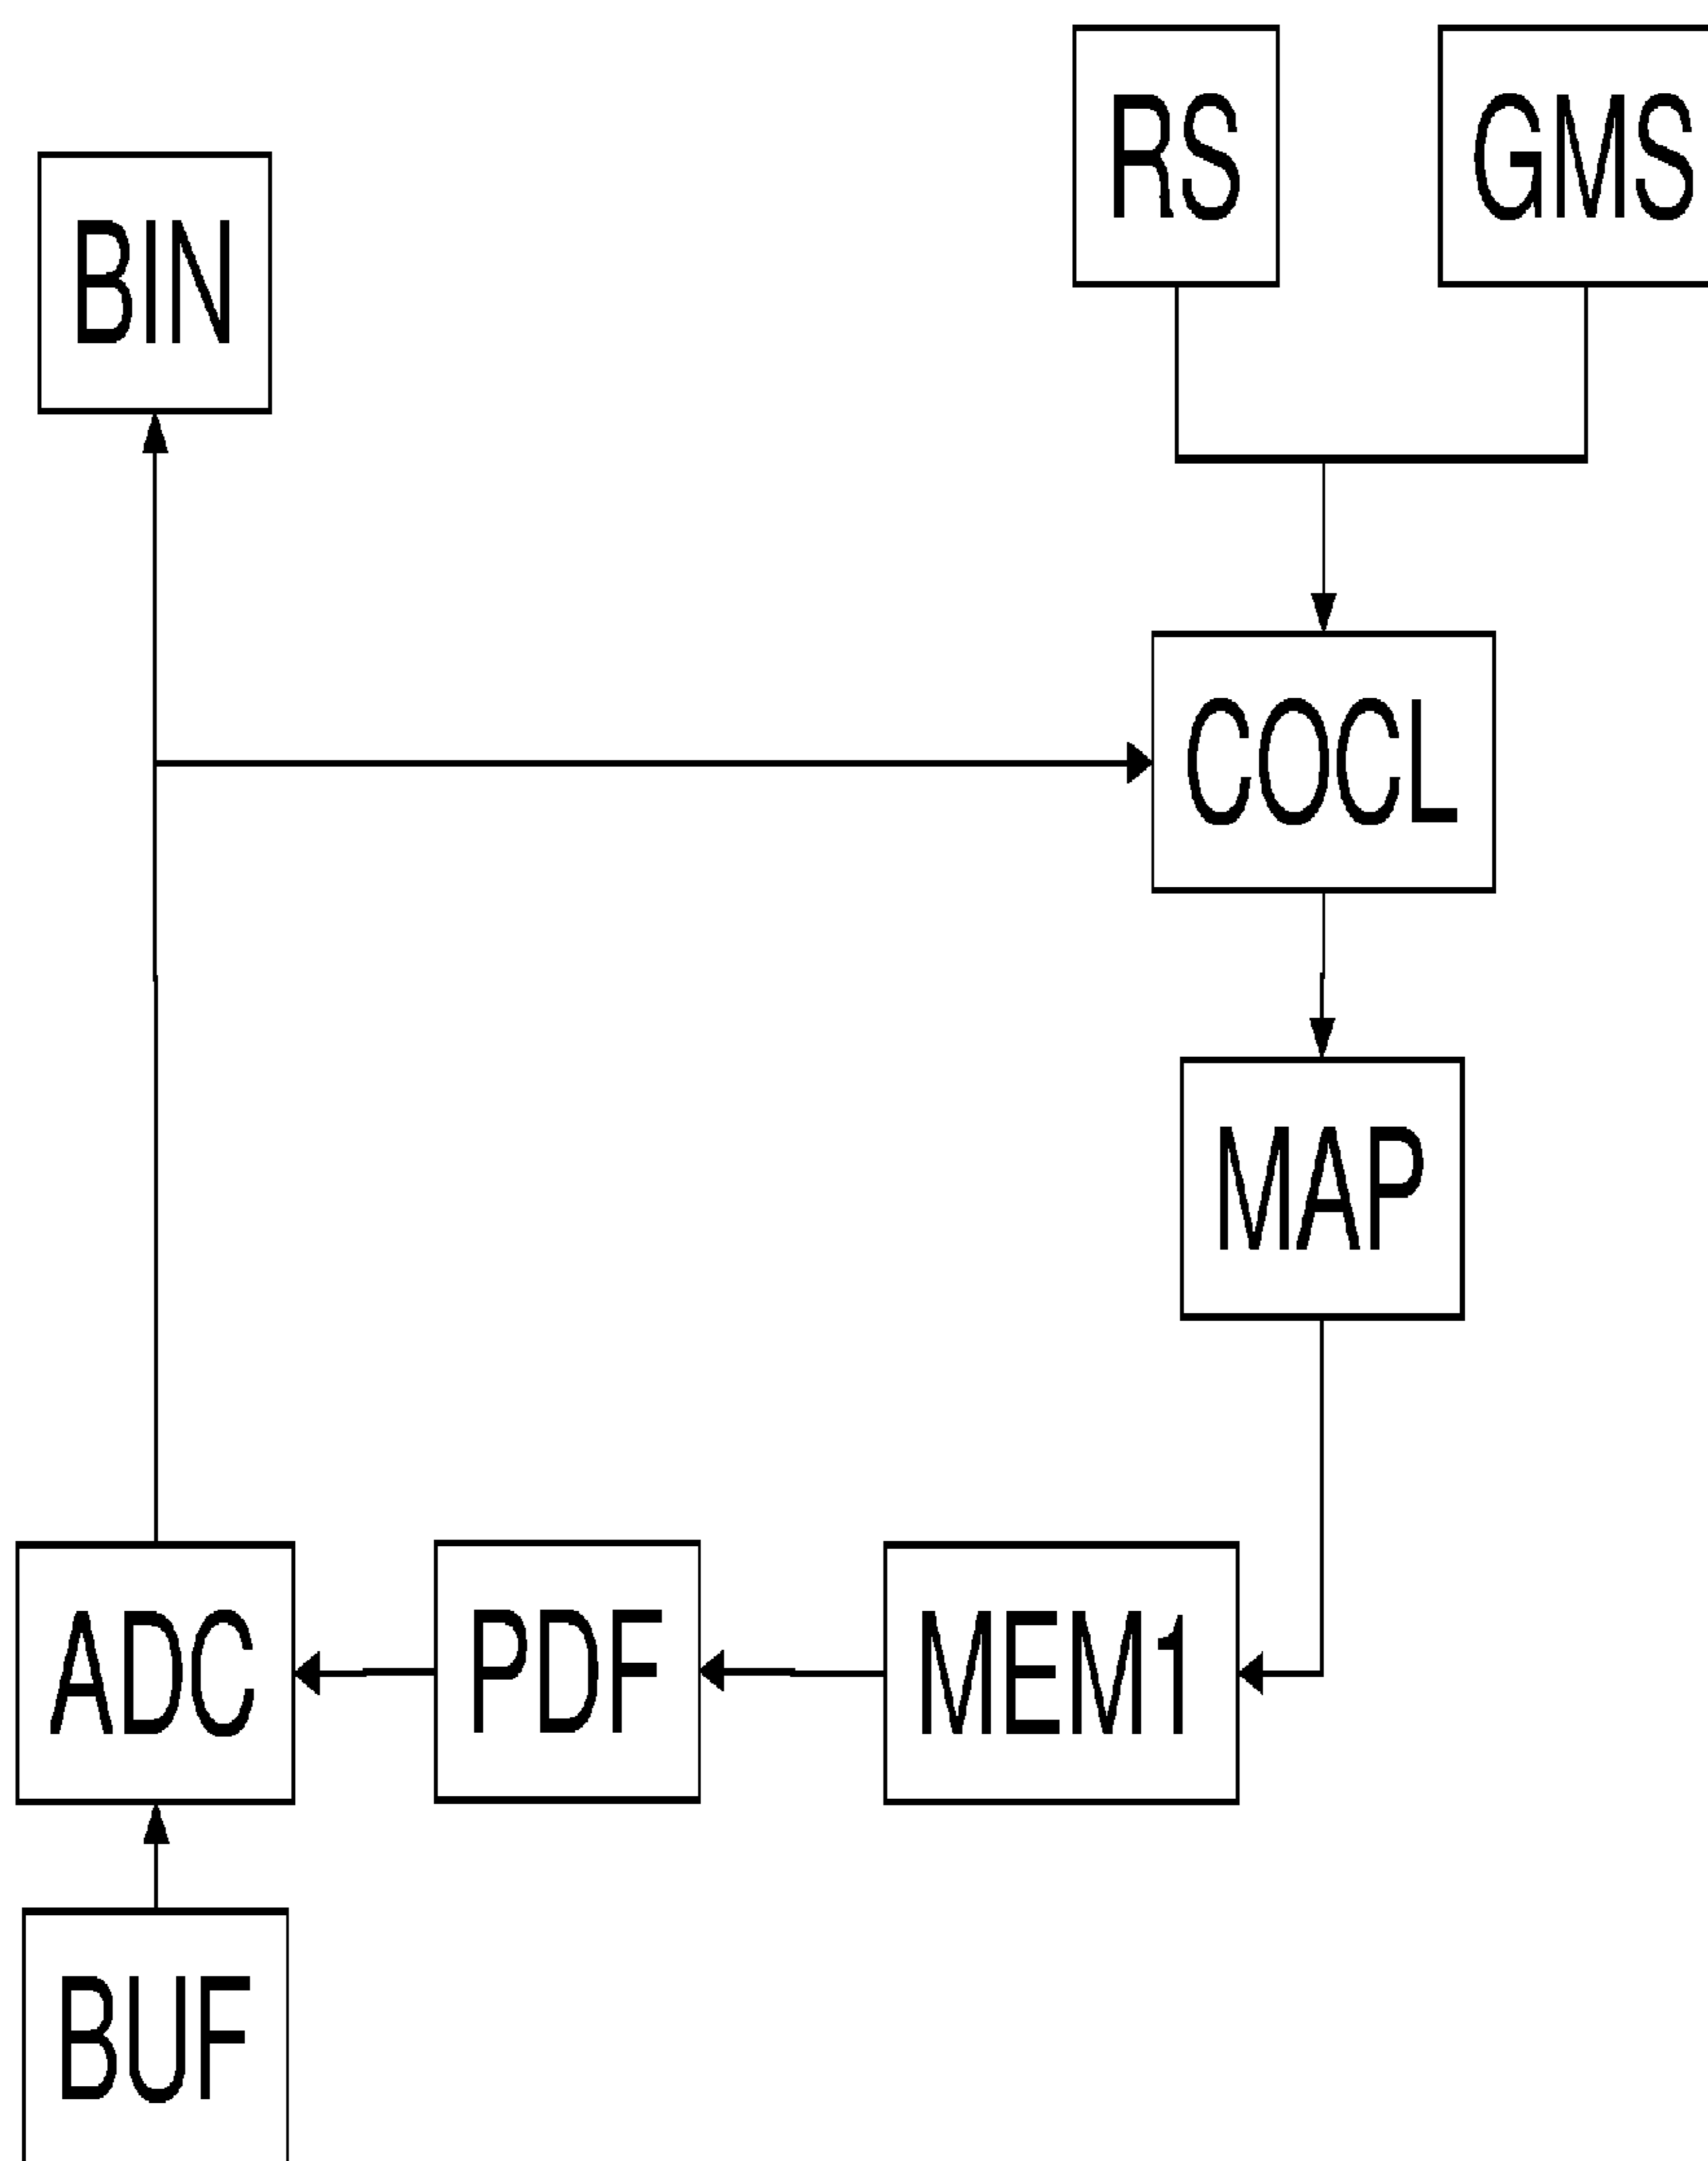 RS
GMS
BIN
COCL
MAP
ADC
PDF
MEM1
BUF